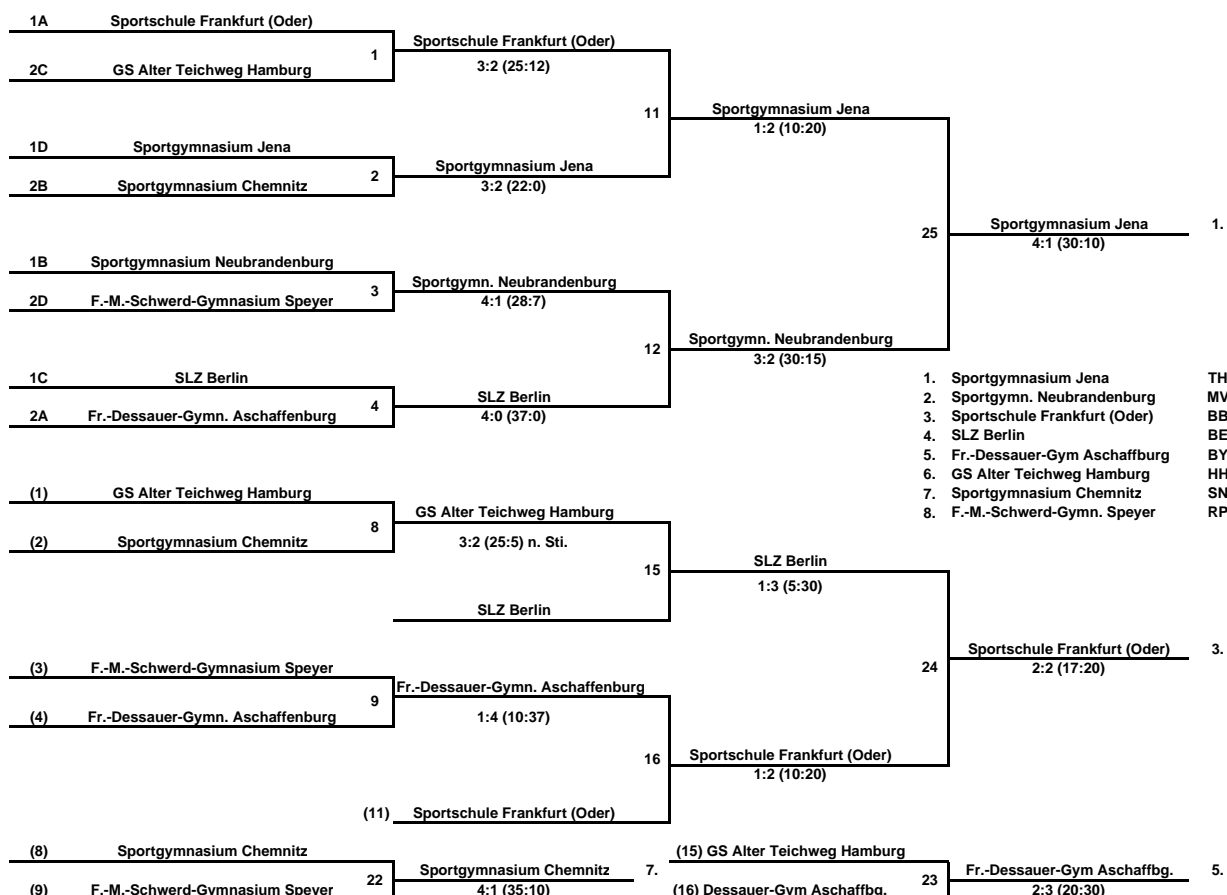 1A Sportschule Frankfurt (Oder)
Sportschule Frankfurt (Oder)
1
2C GS Alter Teichweg Hamburg
3:2 (25:12)
11
Sportgymnasium Jena
1:2 (10:20)
1D Sportgymnasium Jena
Sportgymnasium Jena
2
2B Sportgymnasium Chemnitz
3:2 (22:0)
25
Sportgymnasium Jena 1.
4:1 (30:10)
1B Sportgymnasium Neubrandenburg
Sportgymn. Neubrandenburg
3
2D F.-M.-Schwerd-Gymnasium Speyer
4:1 (28:7)
12
Sportgymn. Neubrandenburg
3:2 (30:15)
1C SLZ Berlin
SLZ Berlin
4
2A Fr.-Dessauer-Gymn. Aschaffenburg
4:0 (37:0)
1. Sportgymnasium Jena TH
2. Sportgymn. Neubrandenburg MV
3. Sportschule Frankfurt (Oder) BB
4. SLZ Berlin BE
5. Fr.-Dessauer-Gym Aschaffburg BY
6. GS Alter Teichweg Hamburg HH
7. Sportgymnasium Chemnitz SN
8. F.-M.-Schwerd-Gymn. Speyer RP
(1) GS Alter Teichweg Hamburg
GS Alter Teichweg Hamburg
8
(2) Sportgymnasium Chemnitz
3:2 (25:5) n. Sti.
15
SLZ Berlin
1:3 (5:30)
SLZ Berlin
24
Sportschule Frankfurt (Oder) 3.
2:2 (17:20)
(3) F.-M.-Schwerd-Gymnasium Speyer
Fr.-Dessauer-Gymn. Aschaffenburg
9
(4) Fr.-Dessauer-Gymn. Aschaffenburg
1:4 (10:37)
16
Sportschule Frankfurt (Oder)
1:2 (10:20)
(11) Sportschule Frankfurt (Oder)
(8) Sportgymnasium Chemnitz
22
Sportgymnasium Chemnitz 7.
(9) F.-M.-Schwerd-Gymnasium Speyer
4:1 (35:10)
(15) GS Alter Teichweg Hamburg
23
Fr.-Dessauer-Gym Aschaffbg. 5.
(16) Dessauer-Gym Aschaffbg.
2:3 (20:30)